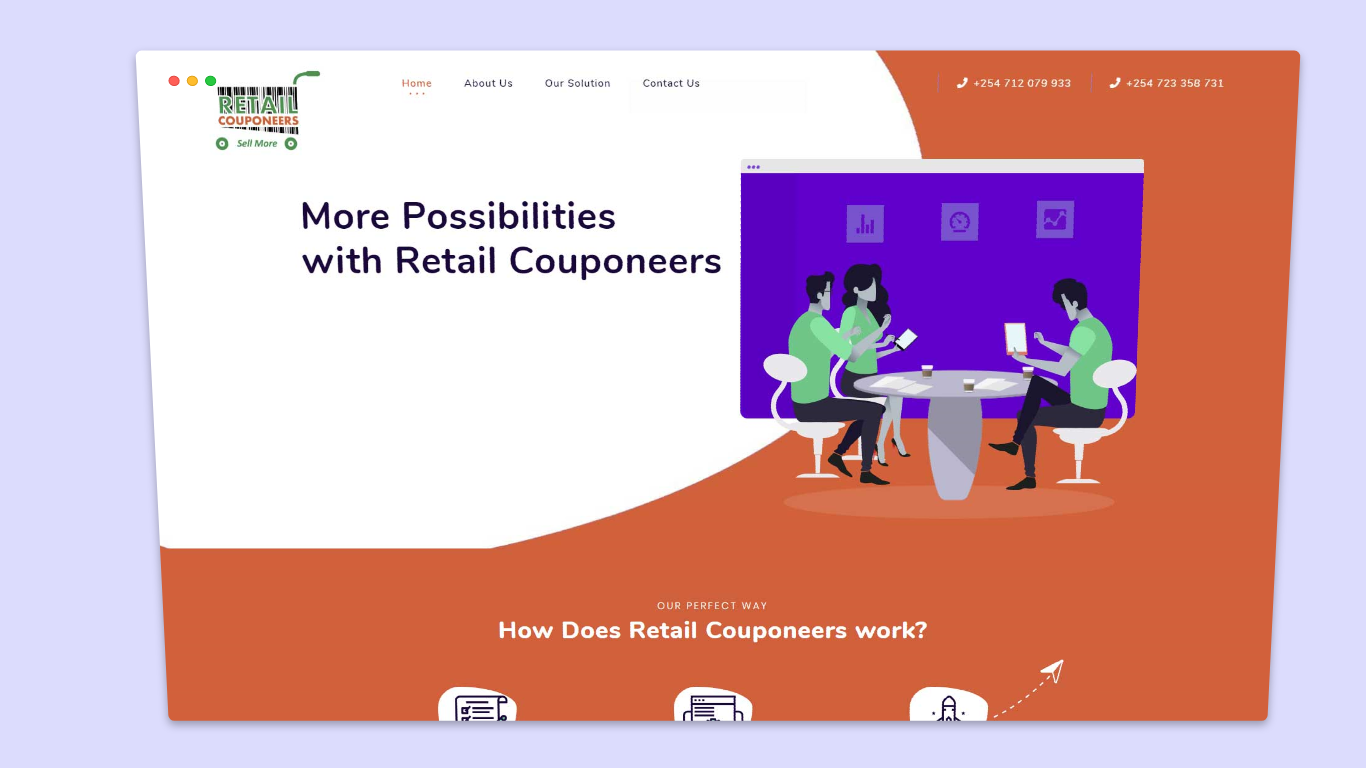 RETAIL
COUPONEERS
Sell More
Home
About Us
Our Solution
Contact Us
+254 712 079 933
+254 723 358 731
More Possibilities
with Retail Couponeers
OUR PERFECT WAY
How Does Retail Couponeers work?